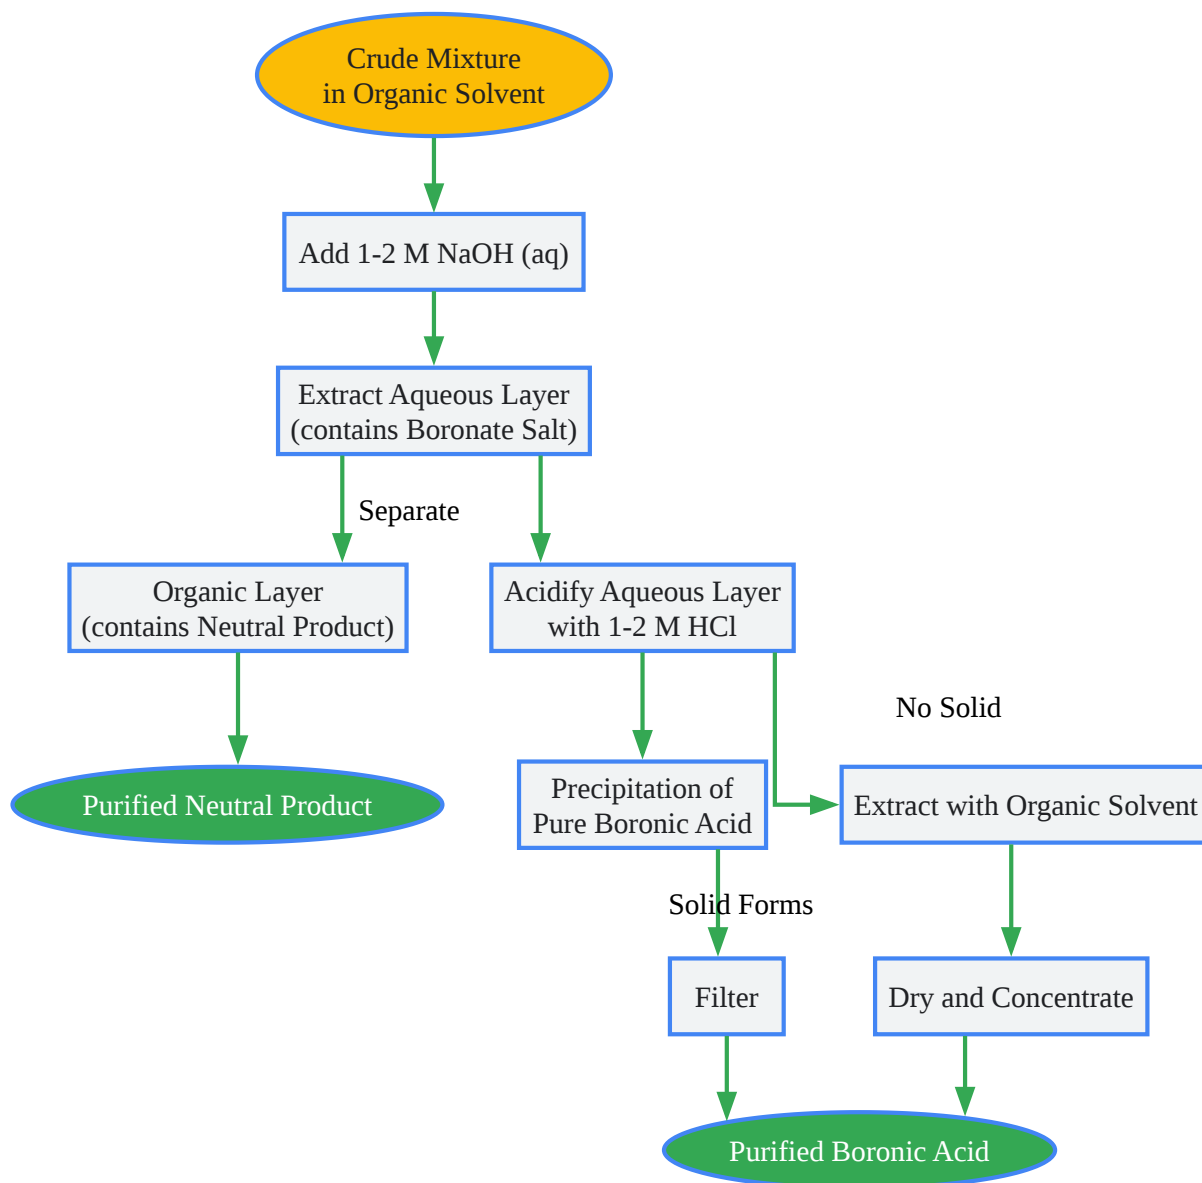 Crude Mixture
in Organic Solvent
Add 1-2 M NaOH (aq)
Extract Aqueous Layer
(contains Boronate Salt)
Separate
Organic Layer
(contains Neutral Product)
Acidify Aqueous Layer
with 1-2 M HCl
No Solid
Purified Neutral Product
Precipitation of
Pure Boronic Acid
Extract with Organic Solvent
Solid Forms
Filter
Dry and Concentrate
Purified Boronic Acid